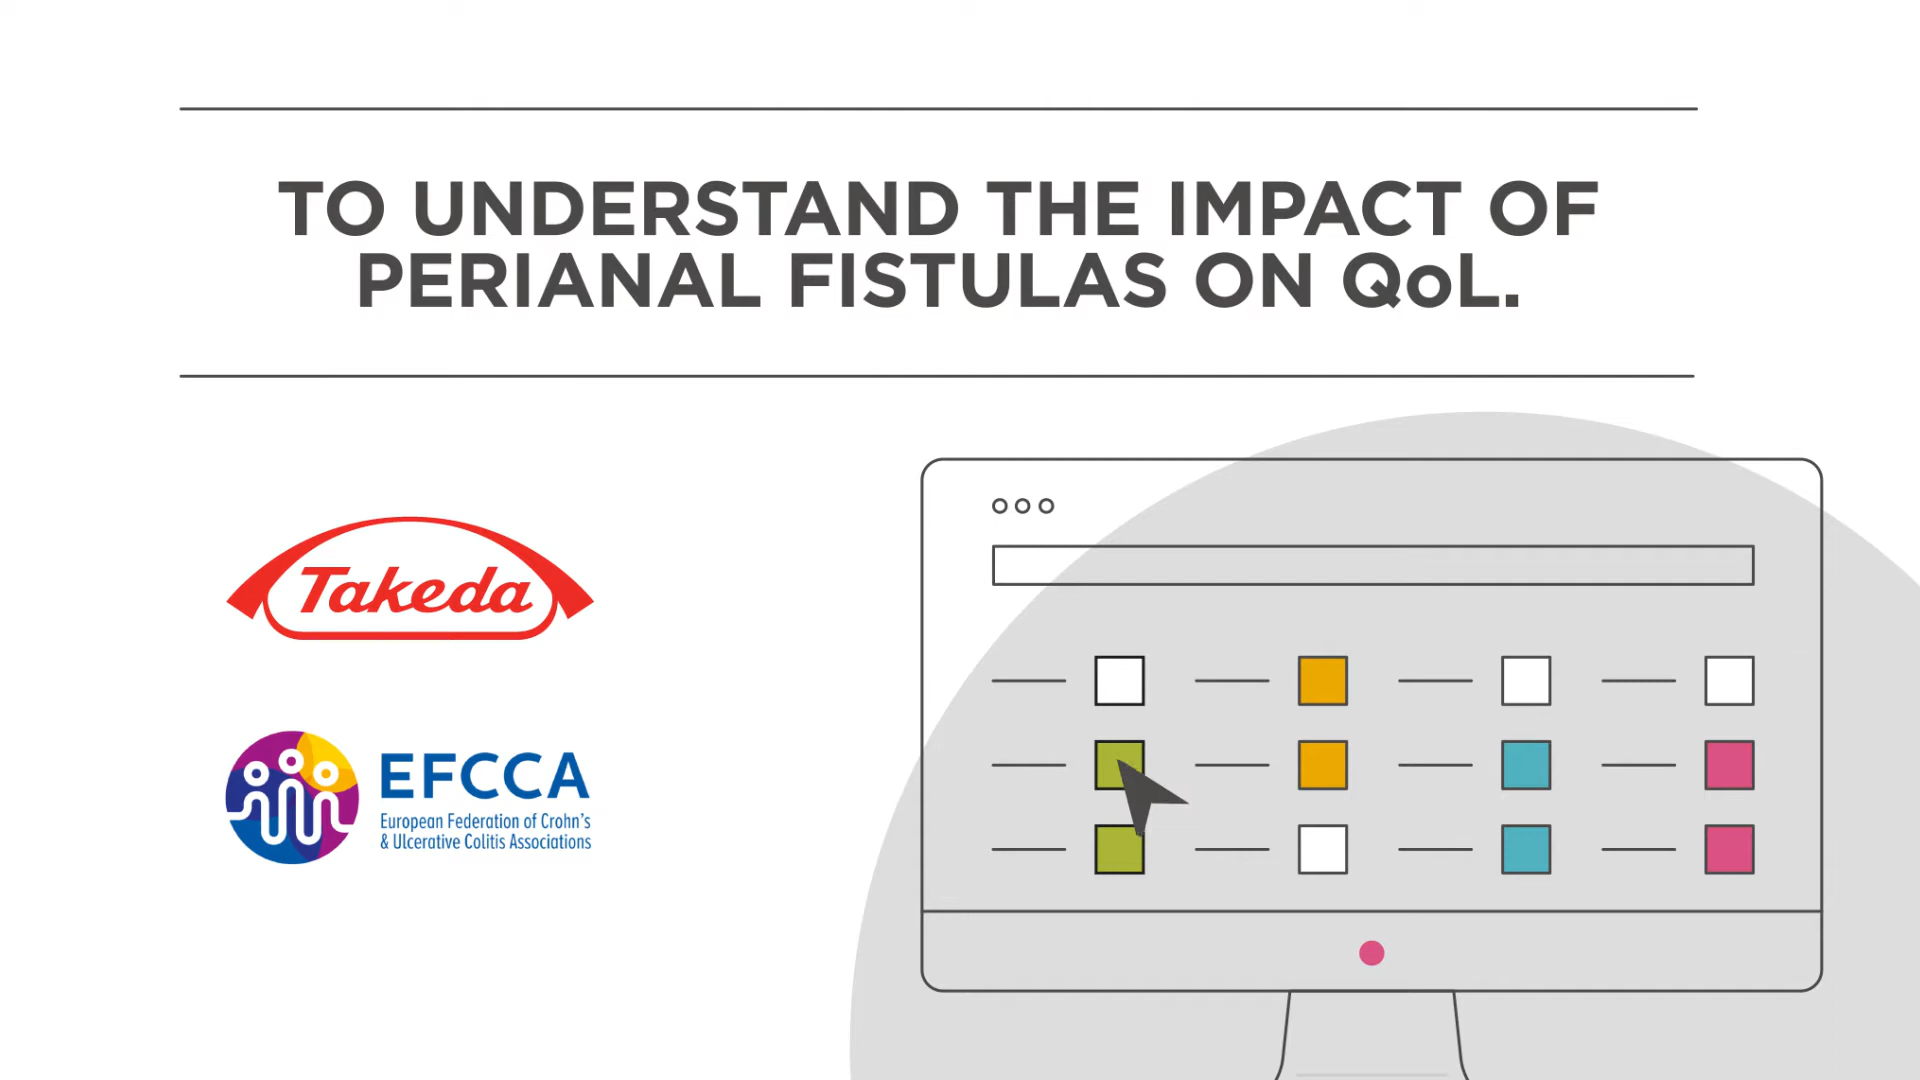 TO UNDERSTAND THE IMPACT OF
PERIANAL FISTULAS ON QoL.
Takeda
EFCCA
European Federation of Crohn's
& Ulcerative Colitis Associations